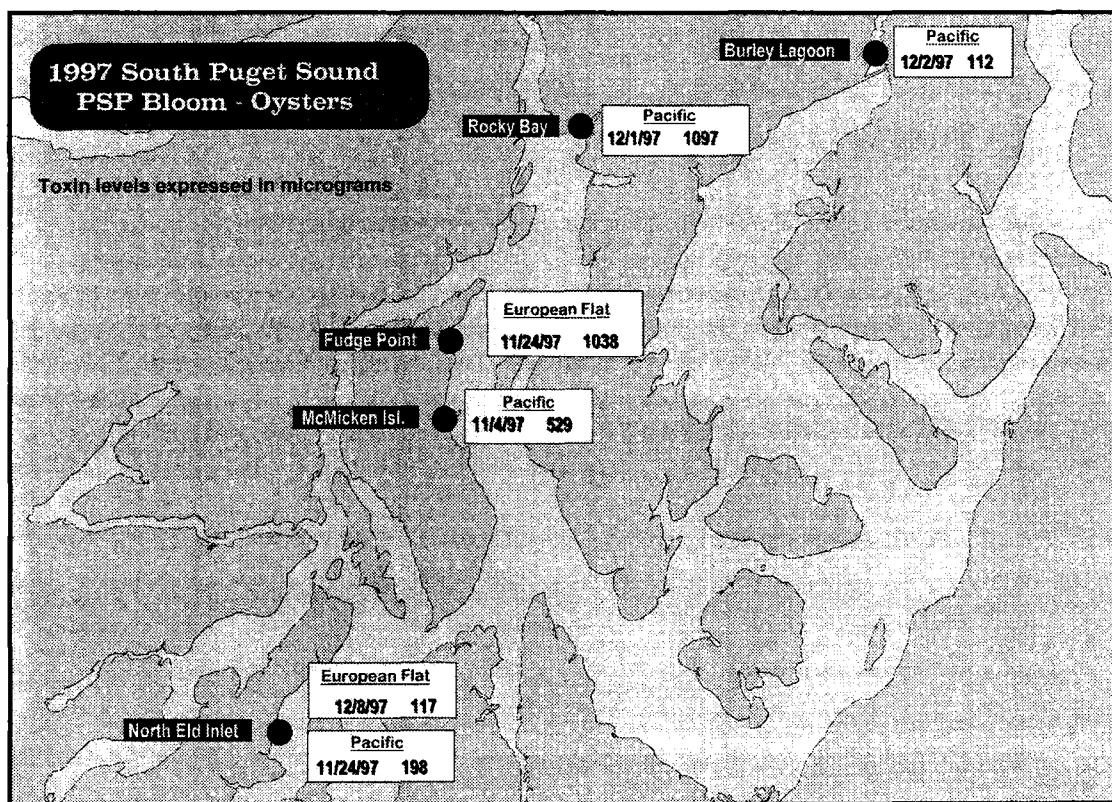 1997 South Puget Sound
PSP Bloom - Oysters
Toxin levels expressed in micrograms
Burley Lagoon
Pacific
12/2/97 112
Rocky Bay
Pacific
12/1/97 1097
Fudge Point
European Flat
11/24/97 1038
McMicken Isl.
Pacific
11/4/97 529
North Eld Inlet
European Flat
12/8/97 117
Pacific
11/24/97 198